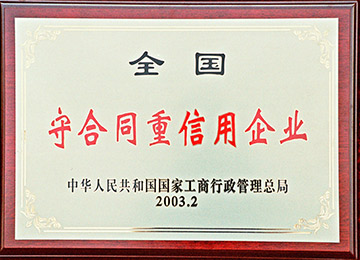 全国
守合同重信用企业
中华人民共和国国家工商行政管理总局
2003.2